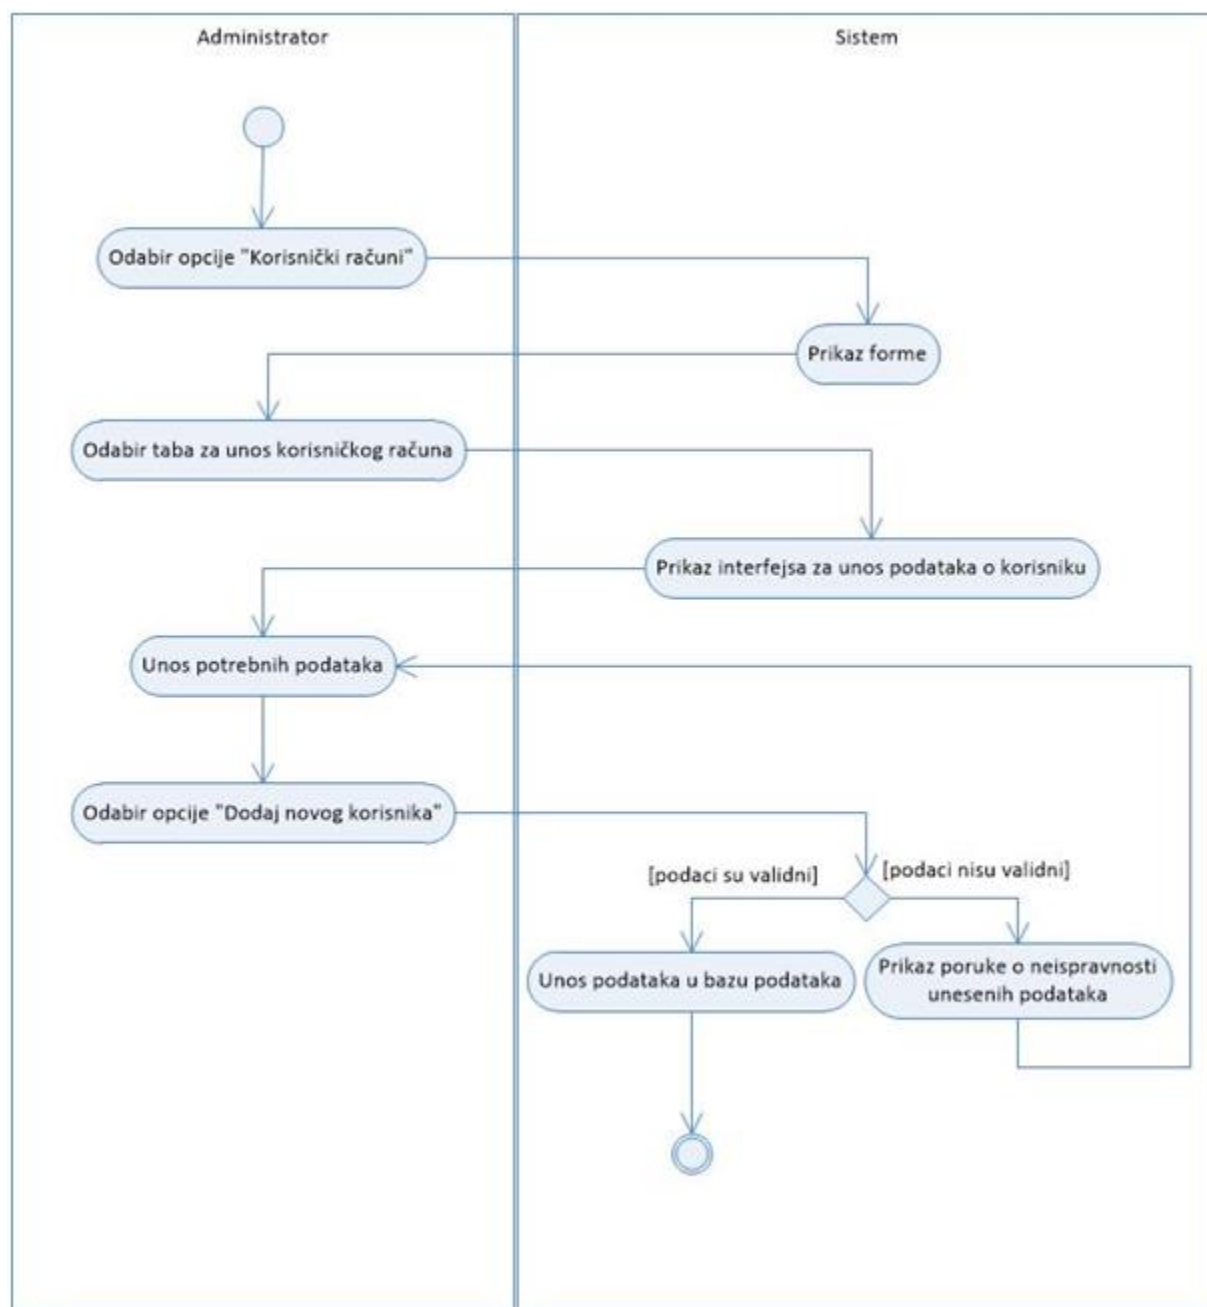 Administrator
Sistem
Odabir opcije "Korisnički računi"
Prikaz forme
Odabir taba za unos korisničkog računa
Prikaz interfejsa za unos podataka o korisniku
Unos potrebnih podataka
Odabir opcije "Dodaj novog korisnika"
[podaci su validni]
[podaci nisu validni]
Unos podataka u bazu podataka
Prikaz poruke o neispravnosti
unesenih podataka